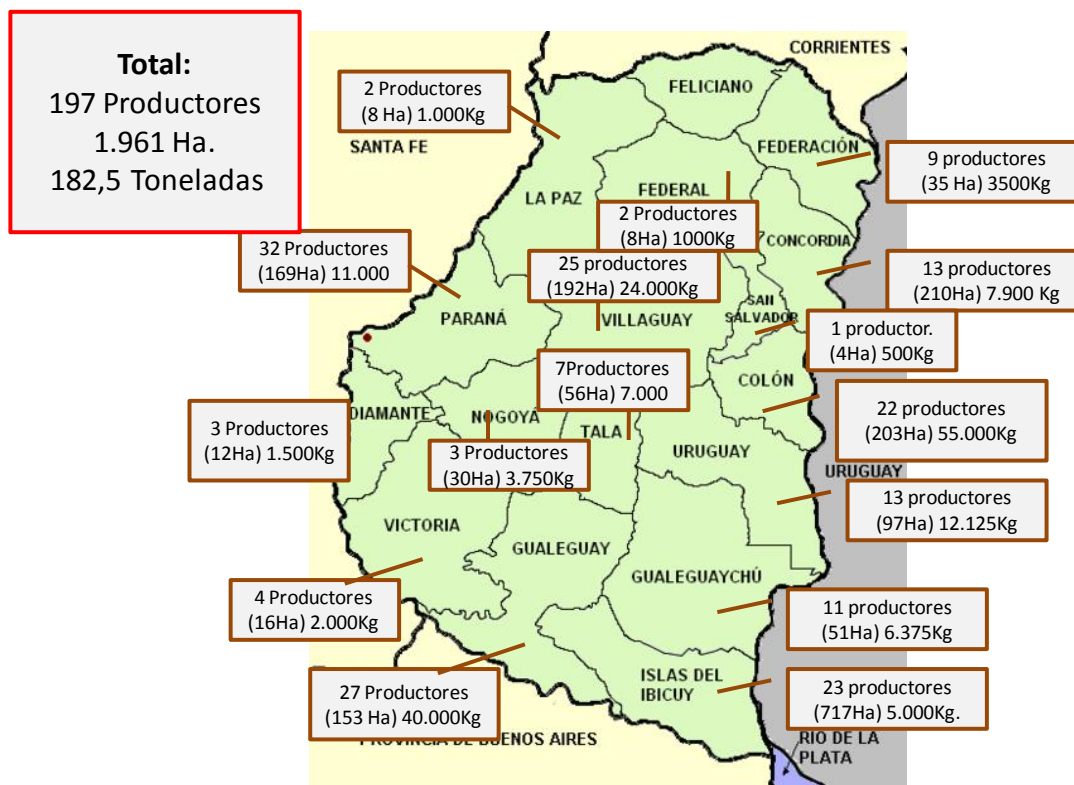 Total:
197 Productores
1.961 Ha.
182,5 Toneladas
CORRIENTES
2 Productores
(8 Ha) 1.000Kg
FELICIANO
SANTA FE
FEDERACIÓN
9 productores
(35 Ha) 3500Kg
LA PAZ
FEDERAL
2 Productores
(8Ha) 1000Kg
CONCORDIA
32 Productores
(169Ha) 11.000
25 productores
(192Ha) 24.000Kg
13 productores
(210Ha) 7.900 Kg
PARANÁ
VILLAGUAY
SAN
SALVADOR
1 productor.
(4Ha) 500Kg
7Productores
(56Ha) 7.000
COLÓN
DIAMANTE
NOGOYÁ
TALA
22 productores
(203Ha) 55.000Kg
3 Productores
(12Ha) 1.500Kg
3 Productores
(30Ha) 3.750Kg
URUGUAY
URUGUAY
13 productores
(97Ha) 12.125Kg
VICTORIA
GUALEGUAY
GUALEGUAYCHÚ
4 Productores
(16Ha) 2.000Kg
11 productores
(51Ha) 6.375Kg
27 Productores
(153 Ha) 40.000Kg
ISLAS DEL
IBICUY
23 productores
(717Ha) 5.000Kg.
PROVINCIA DE BUENOS AIRES
RIO DE LA
PLATA